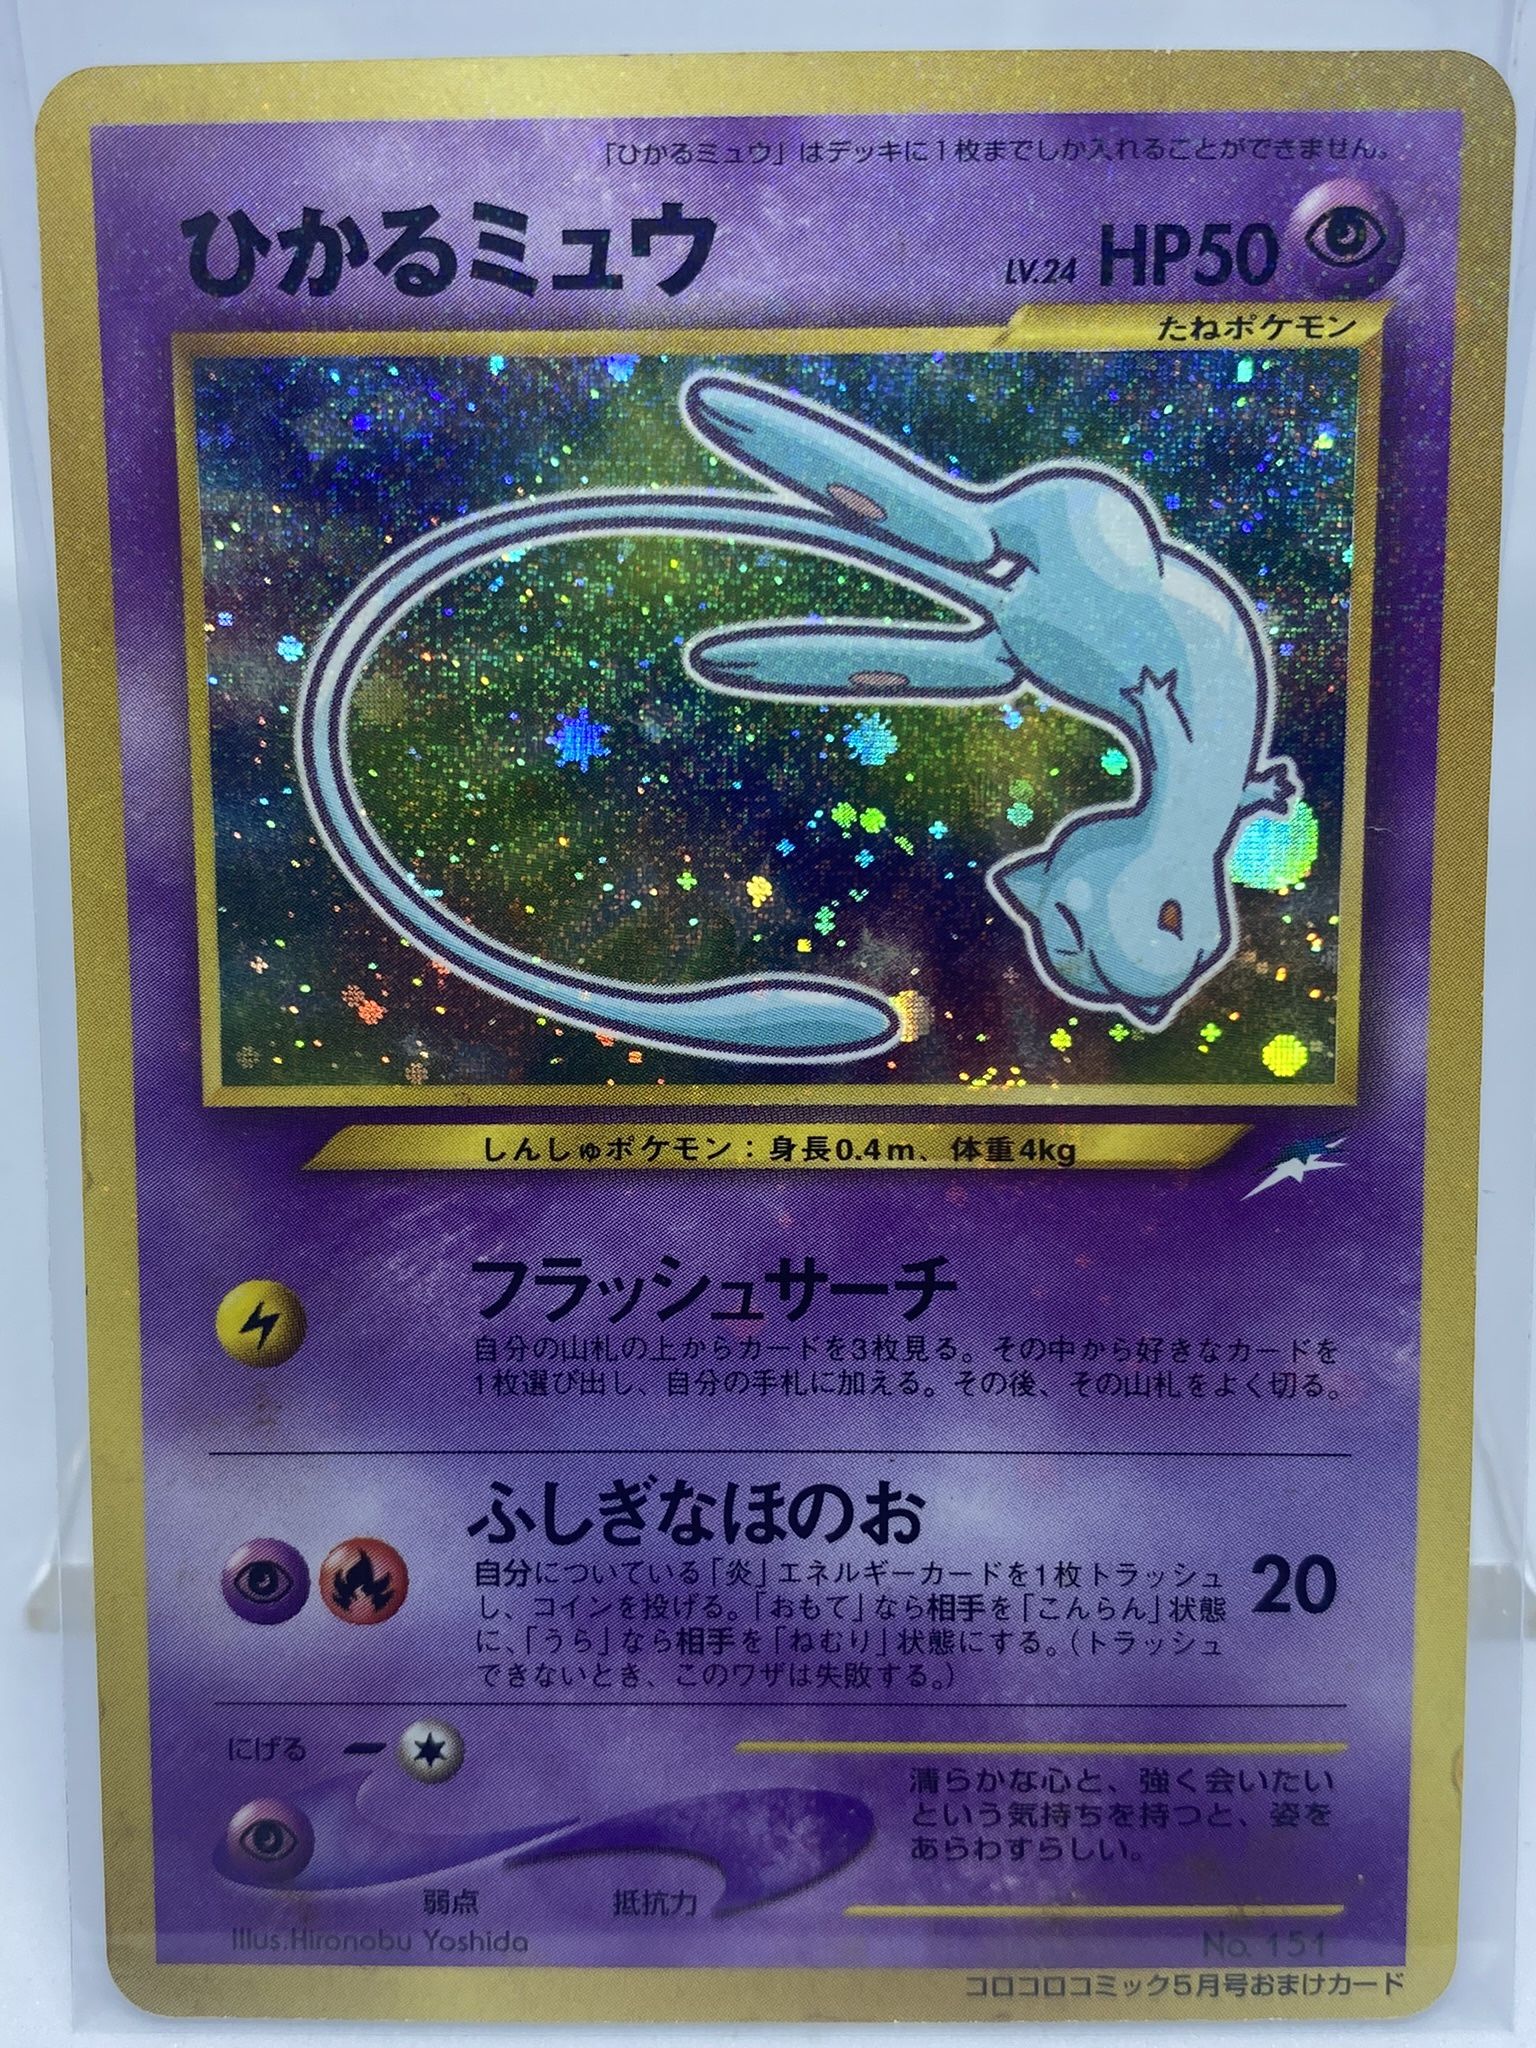 「ひかるミュウ」はデッキに1枚までしか入れることができません。
ひかるミュウ LV.24 HP50
たねポケモン
しんしゅポケモン：身長0.4m、体重4kg
フラッシュサーチ
自分の山札の上からカードを3枚見る。その中から好きなカードを
1枚選び出し、自分の手札に加える。その後、その山札をよく切る。
ふしぎなほのお
自分についている「炎」エネルギーカードを1枚トラッシュ
し、コインを投げる。「おもて」なら相手を「こんらん」状態
に、「うら」なら相手を「ねむり」状態にする。（トラッシュ
できないとき、このワザは失敗する。）
20
にげる
弱点 抵抗力
清らかな心と、強く会いたい
という気持ちを持つと、姿を
あらわすらしい。
Illus.Hironobu Yoshida
No. 151
コロコロコミック5月号おまけカード